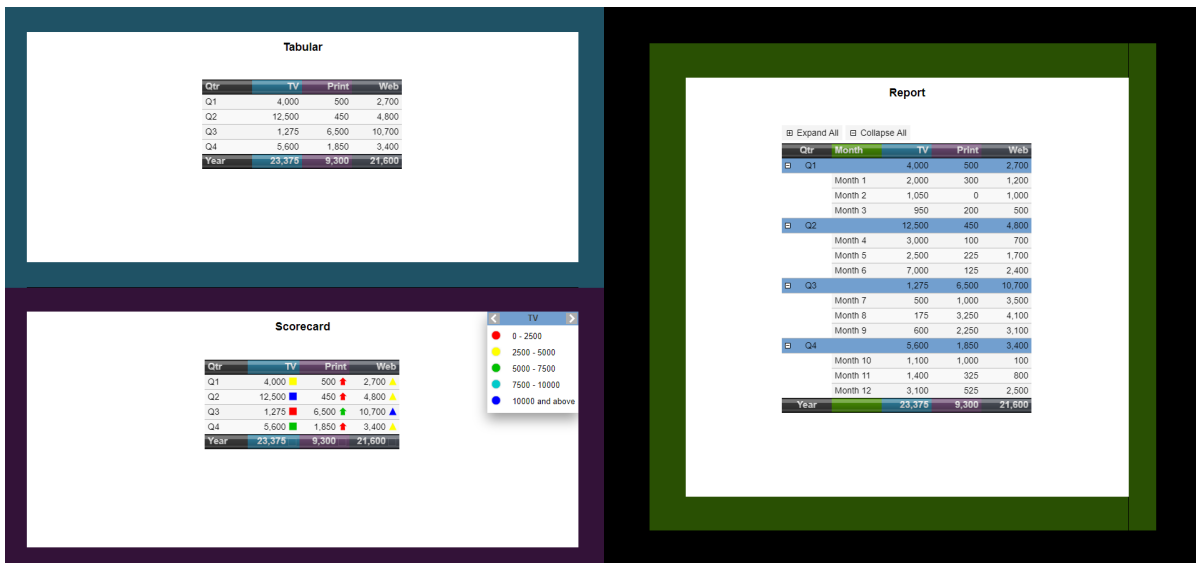 Tabular
Qtr TV Print Web
Q1 4,000 500 2,700
Q2 12,500 450 4,800
Q3 1,275 6,500 10,700
Q4 5,600 1,850 3,400
Year 23,375 9,300 21,600
Scorecard
Qtr TV Print Web
Q1 4,000 500 2,700
Q2 12,500 450 4,800
Q3 1,275 6,500 10,700
Q4 5,600 1,850 3,400
Year 23,375 9,300 21,600
TV
0 - 2500
2500 - 5000
5000 - 7500
7500 - 10000
10000 and above
Report
Expand All Collapse All
Qtr Month TV Print Web
Q1 4,000 500 2,700
Month 1 2,000 300 1,200
Month 2 1,050 0 1,000
Month 3 950 200 500
Q2 12,500 450 4,800
Month 4 3,000 100 700
Month 5 2,500 225 1,700
Month 6 7,000 125 2,400
Q3 1,275 6,500 10,700
Month 7 500 1,000 3,500
Month 8 175 3,250 4,100
Month 9 600 2,250 3,100
Q4 5,600 1,850 3,400
Month 10 1,100 1,000 100
Month 11 1,400 325 800
Month 12 3,100 525 2,500
Year 23,375 9,300 21,600